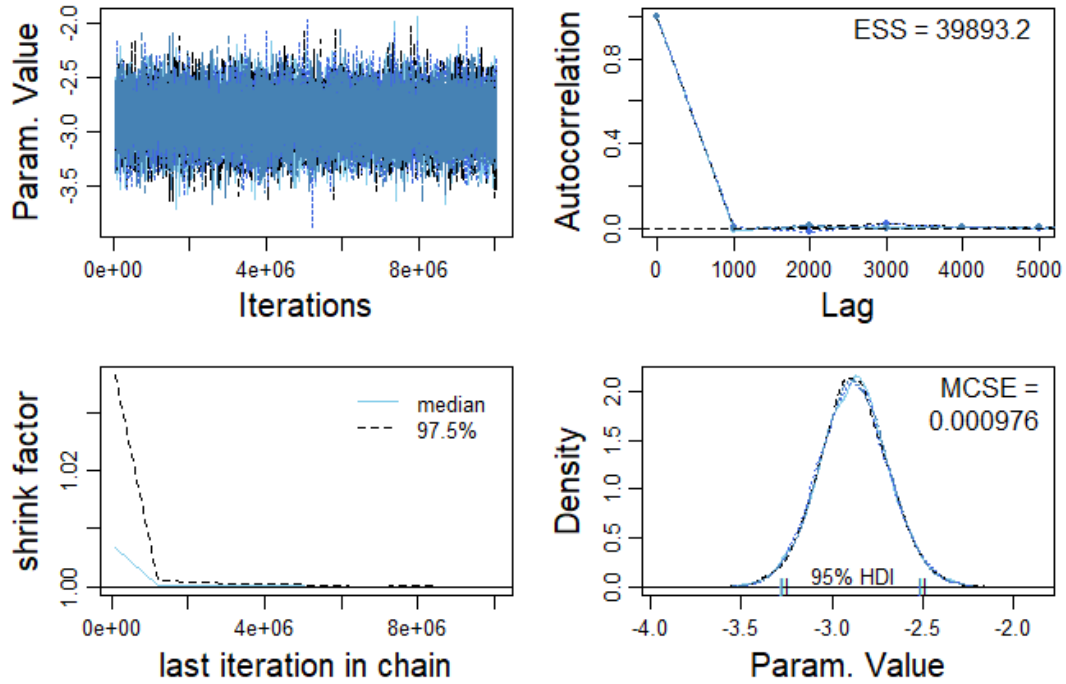 Param. Value
-2.0
-2.5
-3.0
-3.5
0e+00 4e+06 8e+06
Iterations
ESS = 39893.2
Autocorrelation
0.8
0.4
0.0
0 1000 2000 3000 4000 5000
Lag
shrink factor
1.02
1.00
median
97.5%
0e+00 4e+06 8e+06
last iteration in chain
MCSE =
0.000976
Density
2.0
1.5
1.0
0.5
0.0
95% HDI
-4.0 -3.5 -3.0 -2.5 -2.0
Param. Value